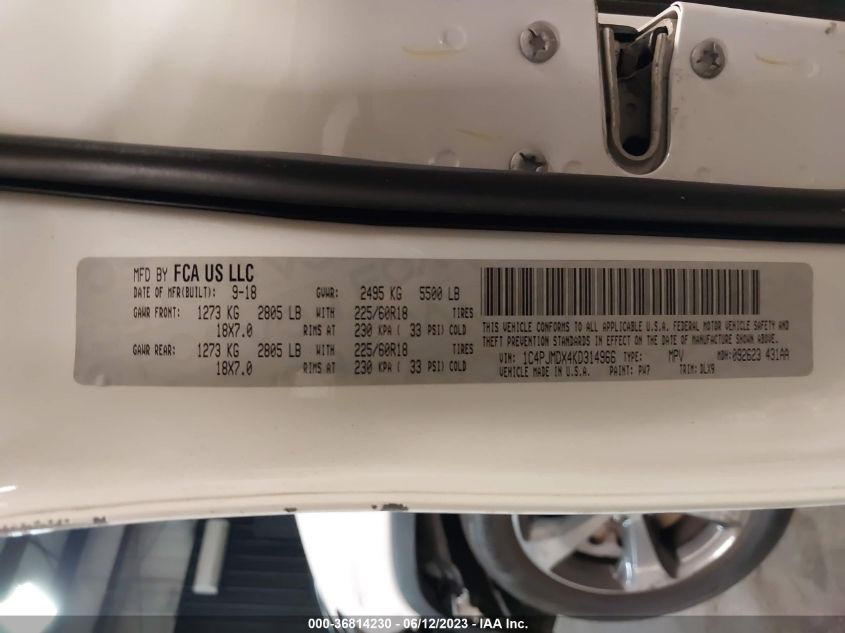 MFD BY FCA US LLC
DATE OF MFR(BUILT): 9-18 GVWR: 2495 KG 5500 LB
GAWR FRONT: 1273 KG 2805 LB WITH 225/60R18 TIRES
18X7.0 RIMS AT 230 KPA ( 33 PSI) COLD
GAWR REAR: 1273 KG 2805 LB WITH 225/60R18 TIRES
18X7.0 RIMS AT 230 KPA ( 33 PSI) COLD
THIS VEHICLE CONFORMS TO ALL APPLICABLE U.S.A. FEDERAL MOTOR VEHICLE SAFETY AND
THEFT PREVENTION STANDARDS IN EFFECT ON THE DATE OF MANUFACTURE SHOWN ABOVE.
VIN: 1C4PJMDX4KD314966 TYPE: MPV MDH: 092623 431AA
VEHICLE MADE IN U.S.A. PAINT: PW7 TRIM: DLX9
000-36814230 - 06/12/2023 - IAA Inc.